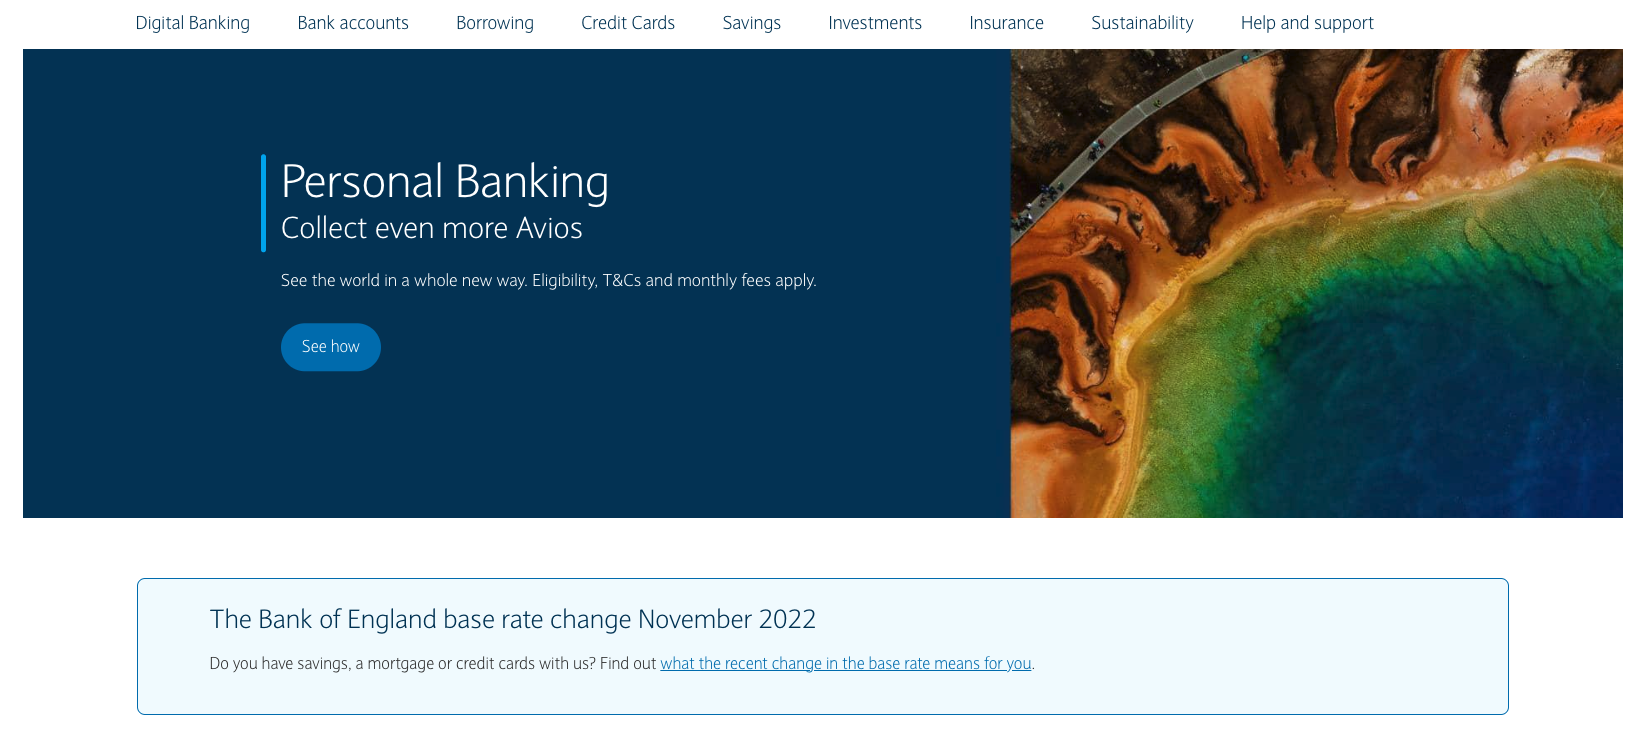 Digital Banking Bank accounts Borrowing Credit Cards Savings Investments Insurance Sustainability Help and support
Personal Banking
Collect even more Avios
See the world in a whole new way. Eligibility, T&Cs and monthly fees apply.
See how
The Bank of England base rate change November 2022
Do you have savings, a mortgage or credit cards with us? Find out what the recent change in the base rate means for you.